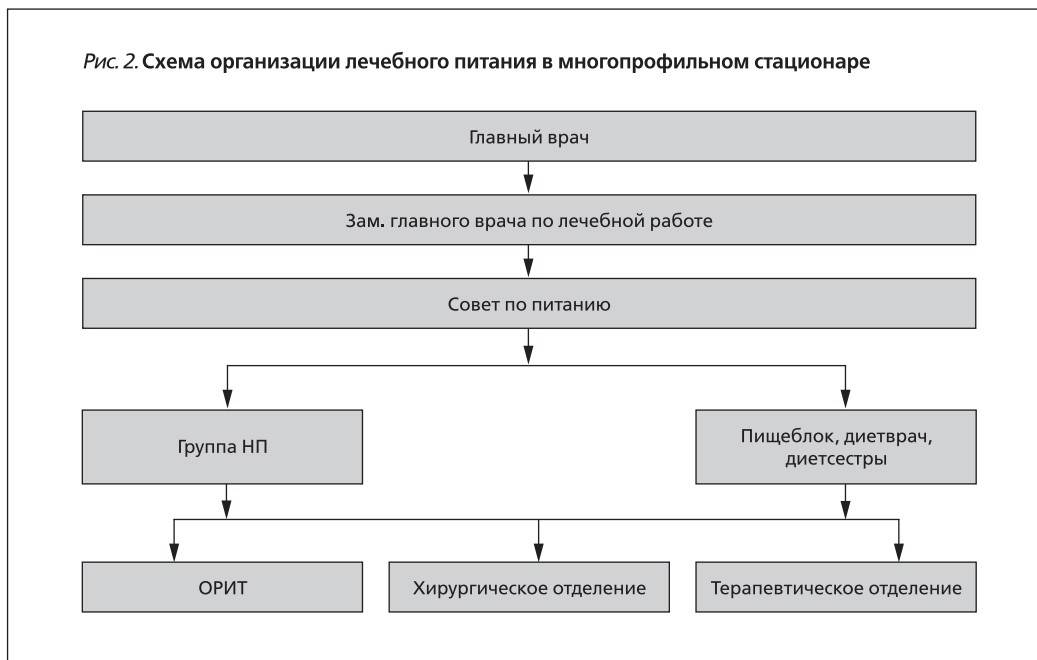 Рис. 2. Схема организации лечебного питания в многопрофильном стационаре
Главный врач
Зам. главного врача по лечебной работе
Совет по питанию
Группа НП
Пищеблок, диетврач,
диетсестры
ОРИТ
Хирургическое отделение
Терапевтическое отделение